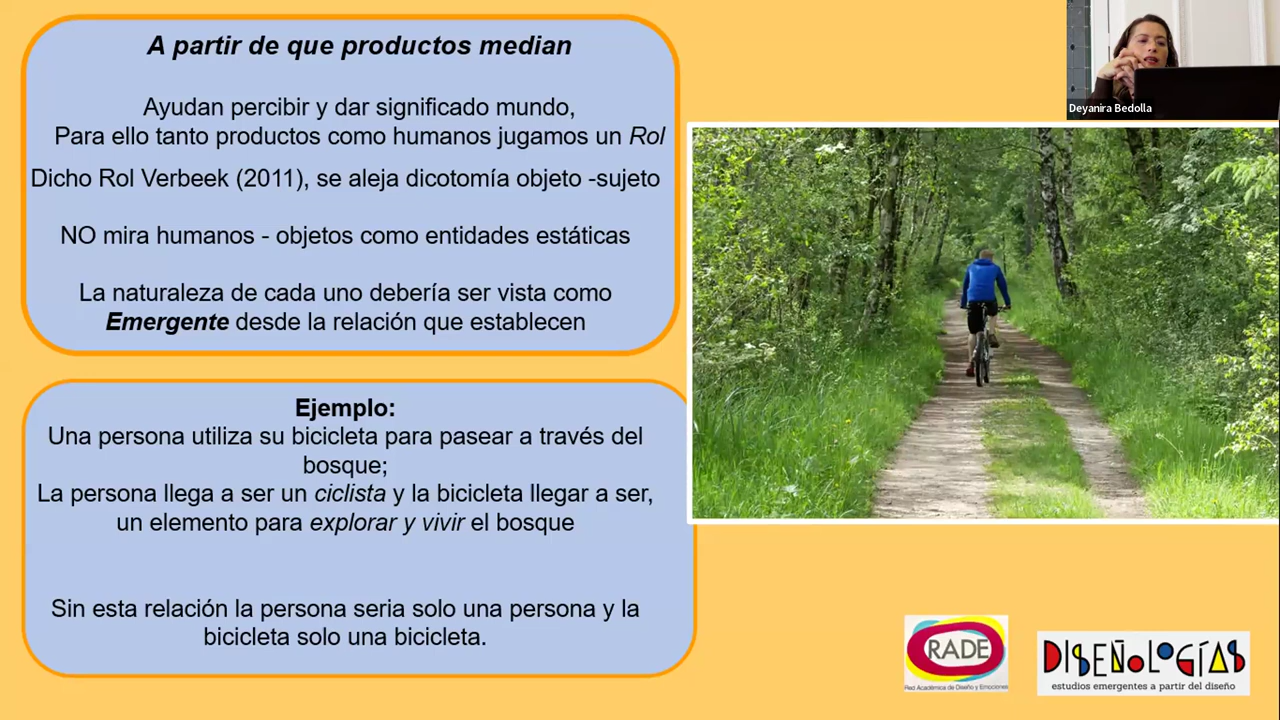 A partir de que productos median
Ayudan percibir y dar significado mundo,
Para ello tanto productos como humanos jugamos un Rol
Dicho Rol Verbeek (2011), se aleja dicotomía objeto -sujeto
NO mira humanos - objetos como entidades estáticas
La naturaleza de cada uno debería ser vista como
Emergente desde la relación que establecen
Ejemplo:
Una persona utiliza su bicicleta para pasear a través del
bosque;
La persona llega a ser un ciclista y la bicicleta llegar a ser,
un elemento para explorar y vivir el bosque
Sin esta relación la persona seria solo una persona y la
bicicleta solo una bicicleta.
Deyanira Bedolla
RADE
Red Académica de Diseño y Emociones
DISEÑOLOGÍAS
estudios emergentes a partir del diseño